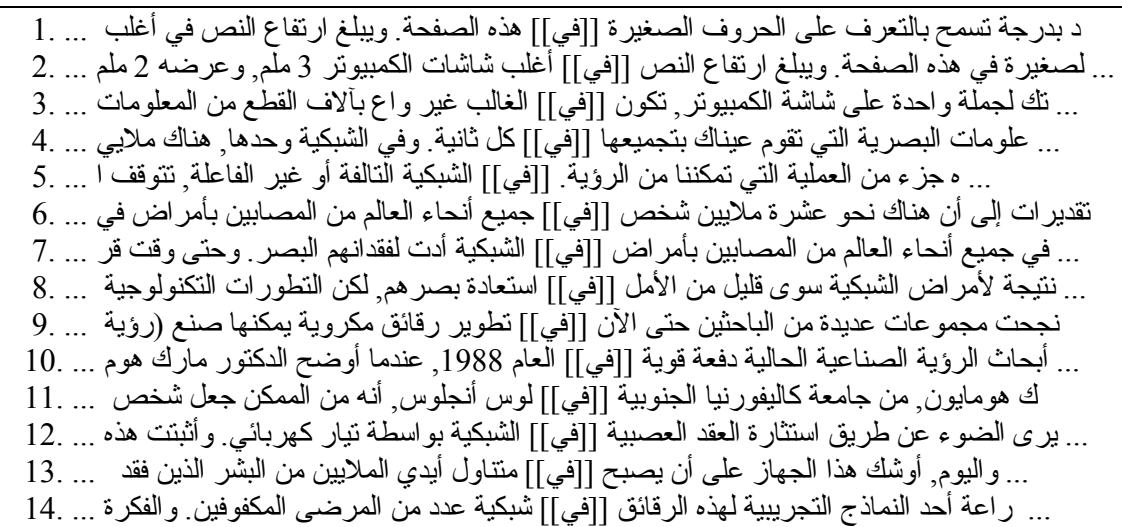 1. ... د بدرجة تسمح بالتعرف على الحروف الصغيرة [[في]] هذه الصفحة. ويبلغ ارتفاع النص في أغلب
2. ... لصغيرة في هذه الصفحة. ويبلغ ارتفاع النص [[في]] أغلب شاشات الكمبيوتر 3 ملم, وعرضه 2 ملم ...
3. ... تك لجملة واحدة على شاشة الكمبيوتر, تكون [[في]] الغالب غير واع بآلاف القطع من المعلومات ...
4. ... علومات البصرية التي تقوم عيناك بتجميعها [[في]] كل ثانية. وفي الشبكية وحدها, هناك ملايي ...
5. ... ه جزء من العملية التي تمكننا من الرؤية. [[في]] الشبكية التالفة أو غير الفاعلة, تتوقف ا ...
6. ... تقديرات إلى أن هناك نحو عشرة ملايين شخص [[في]] جميع أنحاء العالم من المصابين بأمراض في
7. ... في جميع أنحاء العالم من المصابين بأمراض [[في]] الشبكية أدت لفقدانهم البصر. وحتى وقت قر ...
8. ... نتيجة لأمراض الشبكية سوى قليل من الأمل [[في]] استعادة بصرهم, لكن التطورات التكنولوجية ...
9. ... نجحت مجموعات عديدة من الباحثين حتى الآن [[في]] تطوير رقائق مكروية يمكنها صنع (رؤية
10. ... أبحاث الرؤية الصناعية الحالية دفعة قوية [[في]] العام 1988, عندما أوضح الدكتور مارك هوم ...
11. ... ك هومايون, من جامعة كاليفورنيا الجنوبية [[في]] لوس أنجلوس, أنه من الممكن جعل شخص
12. ... يرى الضوء عن طريق استثارة العقد العصبية [[في]] الشبكية بواسطة تيار كهربائي. وأثبتت هذه ...
13. ... واليوم, أوشك هذا الجهاز على أن يصبح [[في]] متناول أيدي الملايين من البشر الذين فقد ...
14. ... راعة أحد النماذج التجريبية لهذه الرقائق [[في]] شبكية عدد من المرضى المكفوفين. والفكرة ...